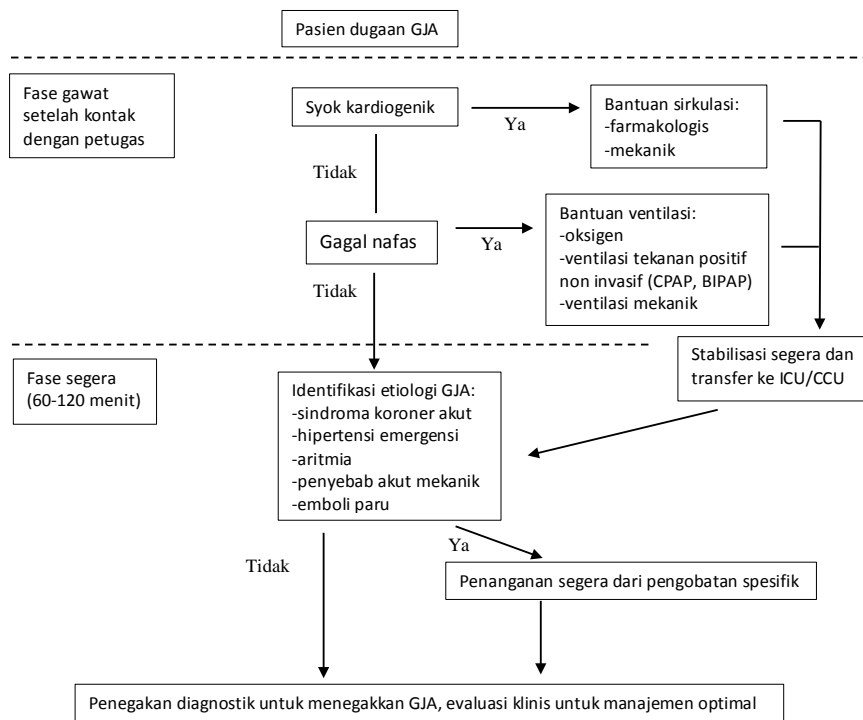 Pasien dugaan GJA
Fase gawat
setelah kontak
dengan petugas
Syok kardiogenik
Ya
Bantuan sirkulasi:
-farmakologis
-mekanik
Tidak
Gagal nafas
Ya
Bantuan ventilasi:
-oksigen
-ventilasi tekanan positif
non invasif (CPAP, BIPAP)
-ventilasi mekanik
Tidak
Stabilisasi segera dan
transfer ke ICU/CCU
Fase segera
(60-120 menit)
Identifikasi etiologi GJA:
-sindroma koroner akut
-hipertensi emergensi
-aritmia
-penyebab akut mekanik
-emboli paru
Tidak
Ya
Penanganan segera dari pengobatan spesifik
Penegakan diagnostik untuk menegakkan GJA, evaluasi klinis untuk manajemen optimal